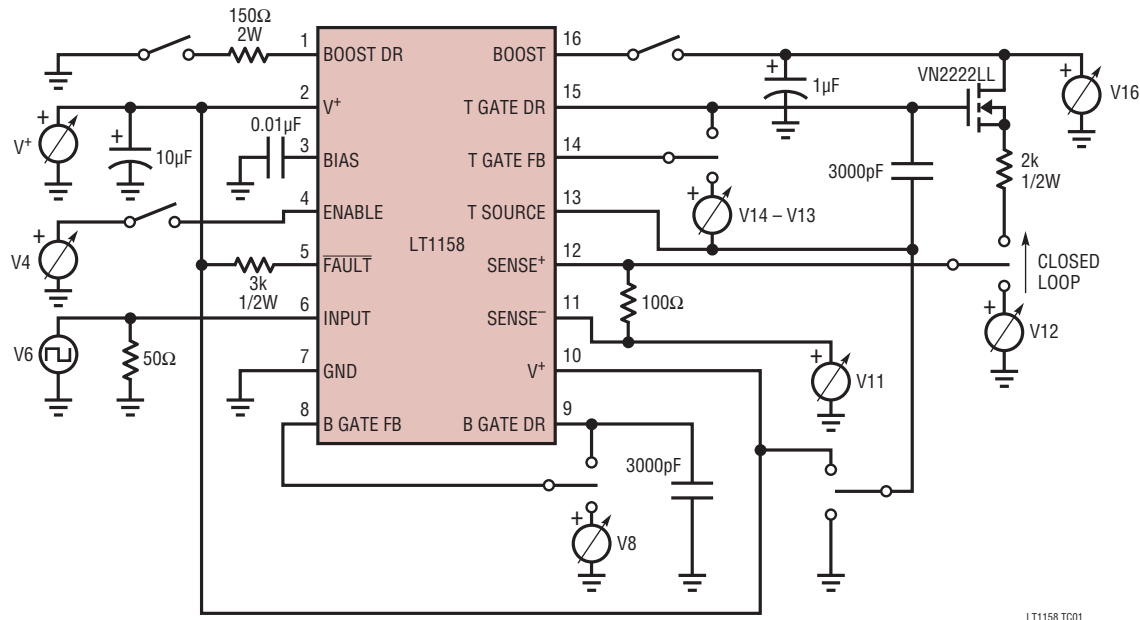 150Ω
2W
1
BOOST DR
BOOST
16
VN2222LL
+
V16
1µF
+
2
V+
T GATE DR
15
+
V+
+
10µF
0.01µF
3
BIAS
T GATE FB
14
3000pF
2k
1/2W
4
ENABLE
T SOURCE
13
+
V14 – V13
LT1158
+
V4
5
FAULT
SENSE+
12
CLOSED
LOOP
3k
1/2W
100Ω
+
V12
6
INPUT
SENSE–
11
V6
50Ω
+
V11
7
GND
V+
10
8
B GATE FB
B GATE DR
9
3000pF
+
V8
LT1158 TC01